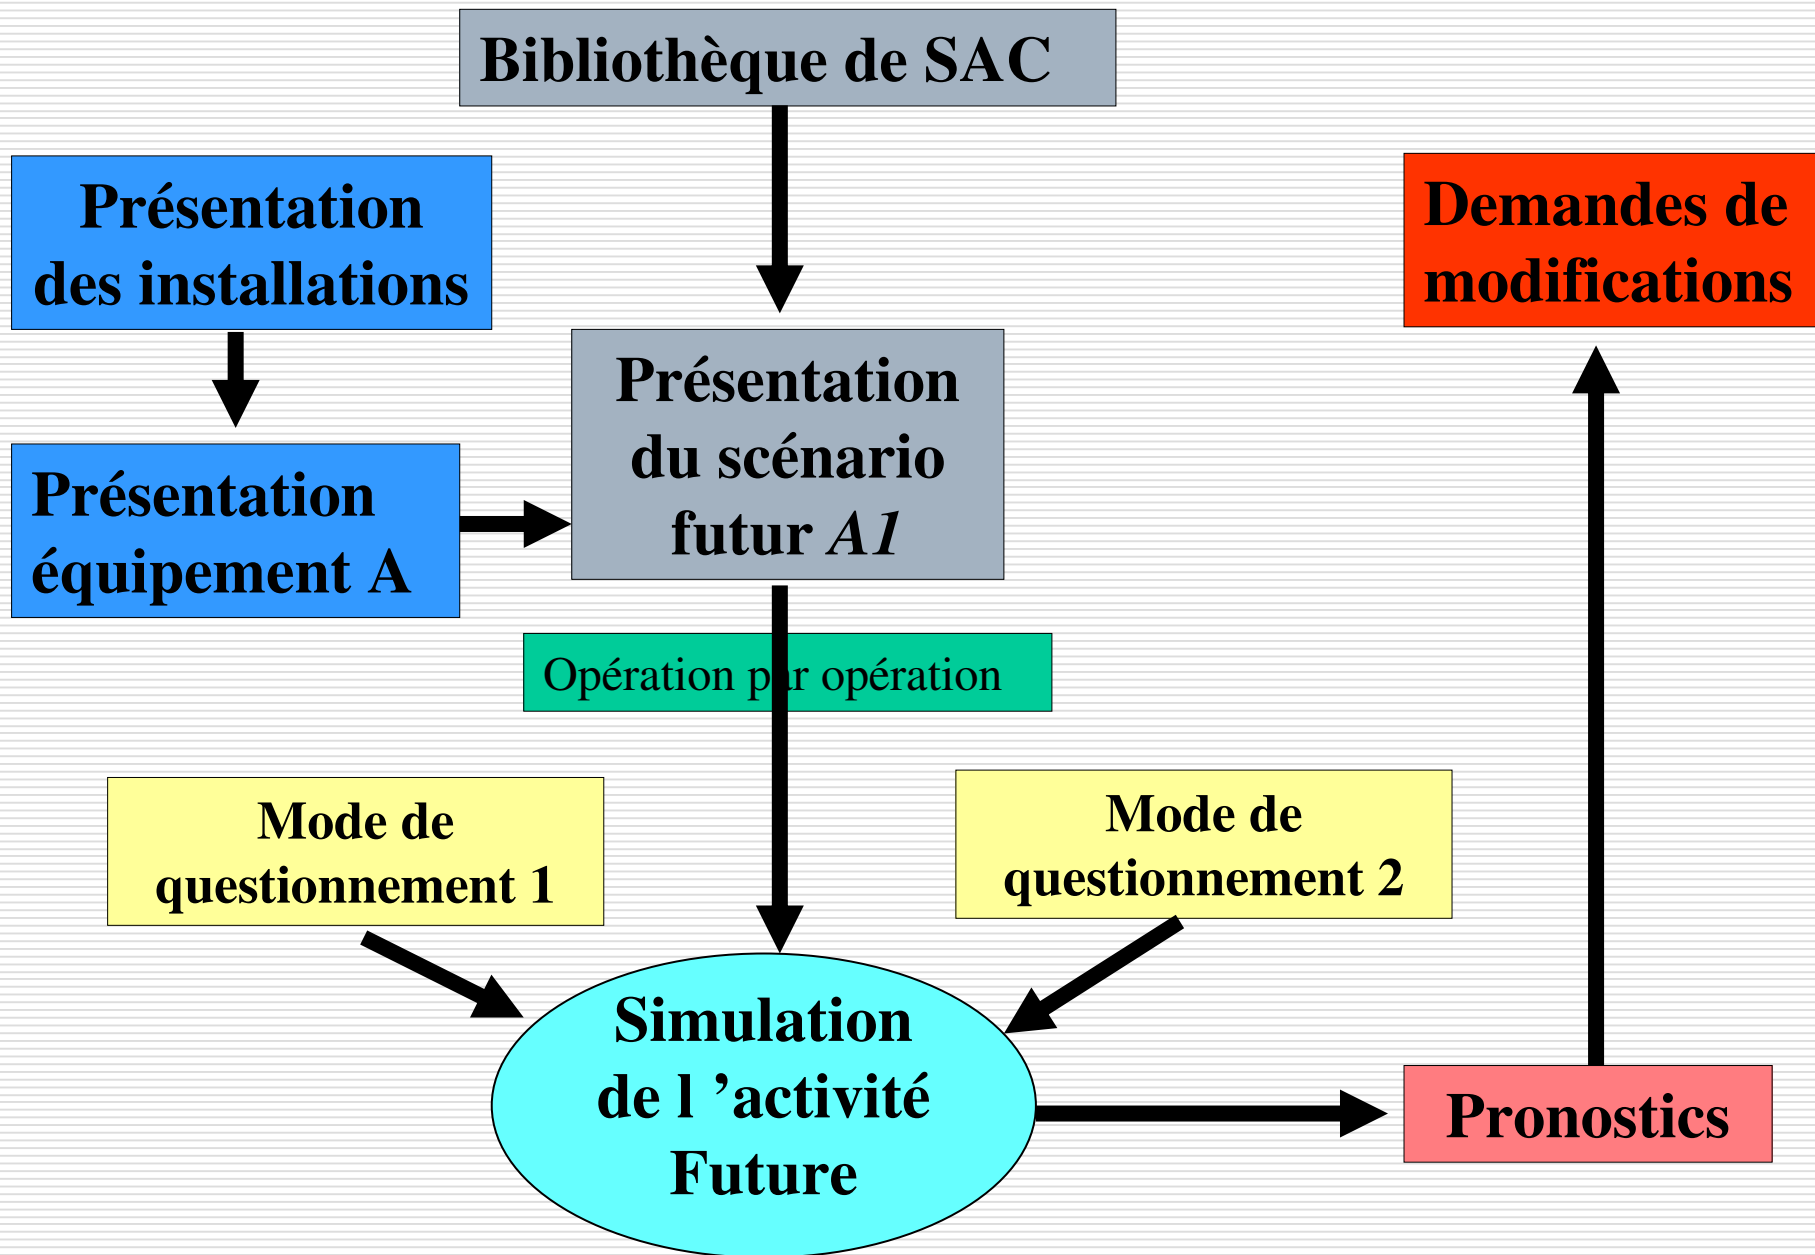 Bibliothèque de SAC
Présentation
des installations
Demandes de
modifications
Présentation
du scénario
futur A1
Présentation
équipement A
Opération par opération
Mode de
questionnement 1
Mode de
questionnement 2
Simulation
de l ’activité
Future
Pronostics